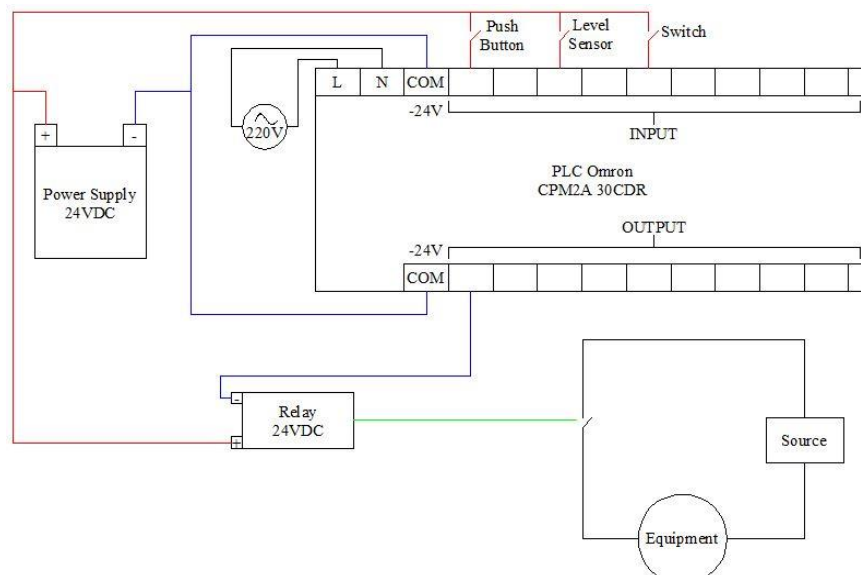 Push
Button
Level
Sensor
Switch
L
N
COM
-24V
INPUT
220V
+
-
Power Supply
24VDC
PLC Omron
CPM2A 30CDR
OUTPUT
-24V
COM
-
+
Relay
24VDC
Source
Equipment